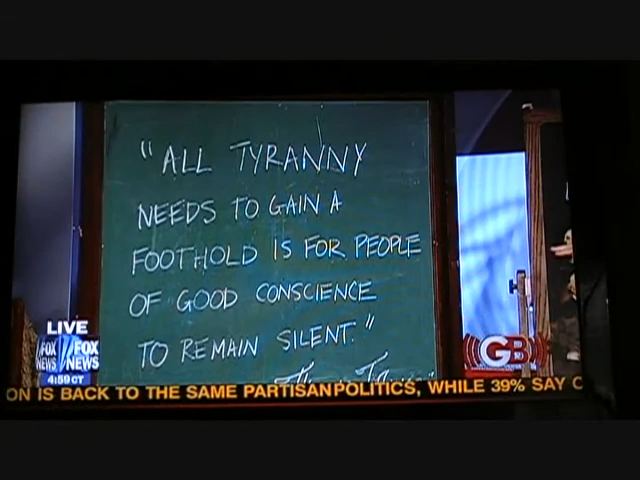 "ALL TYRANNY
NEEDS TO GAIN A
FOOTHOLD IS FOR PEOPLE
OF GOOD CONSCIENCE
TO REMAIN SILENT."
LIVE
FOX NEWS
FOX NEWS
4:59 CT
GB
ON IS BACK TO THE SAME PARTISANPOLITICS, WHILE 39% SAY